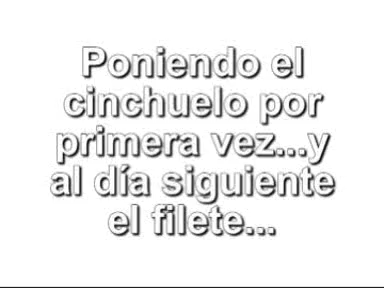 Poniendo el
cinchuelo por
primera vez...y
al día siguiente
el filete...